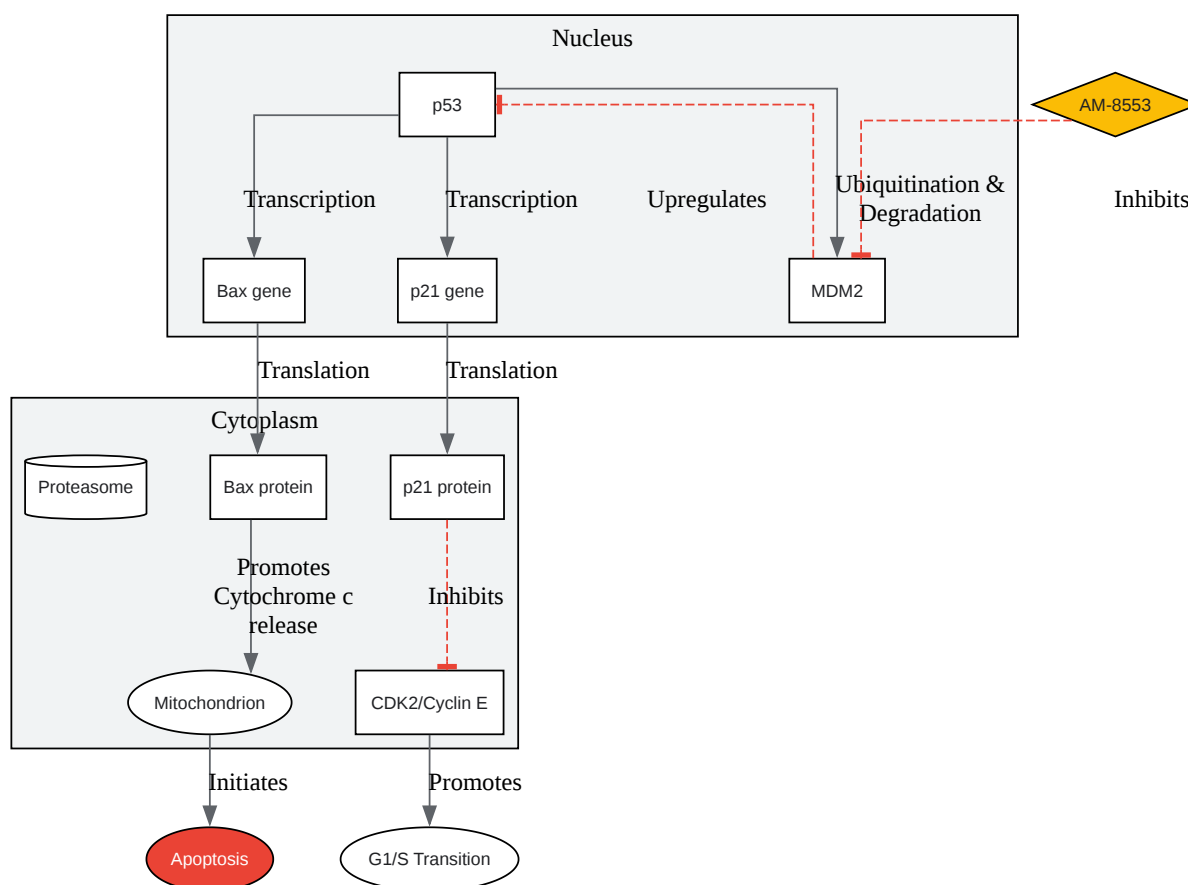 Nucleus
p53
AM-8553
Transcription
Transcription
Upregulates
Ubiquitination &
Degradation
Inhibits
Bax gene
p21 gene
MDM2
Translation
Translation
Cytoplasm
Proteasome
Bax protein
p21 protein
Promotes
Cytochrome c
release
Inhibits
Mitochondrion
CDK2/Cyclin E
Initiates
Promotes
Apoptosis
G1/S Transition